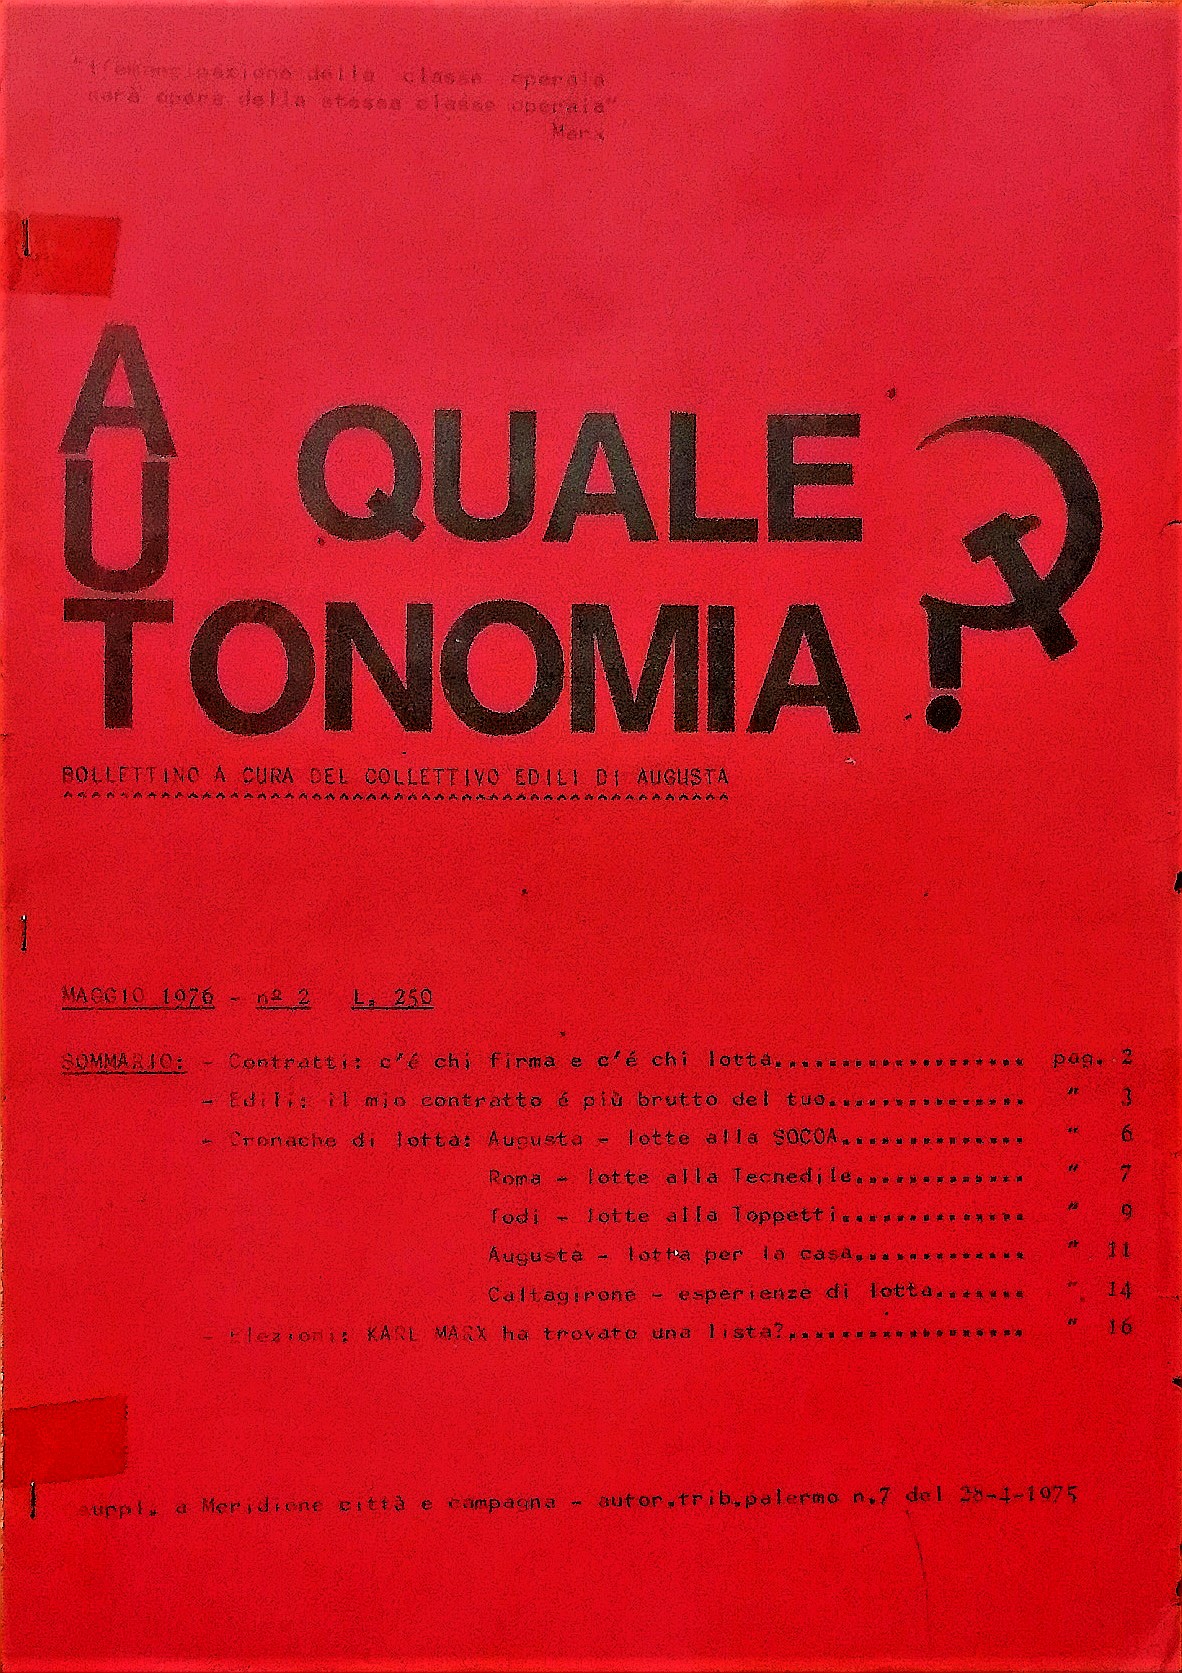 "l'emancipazione della classe operaia
sarà opera della stessa classe operaia"
Marx
A QUALE
U
TONOMIA?
BOLLETTINO A CURA DEL COLLETTIVO EDILI DI AUGUSTA
MAGGIO 1976 - nº 2 L. 250
SOMMARIO: - Contratti: c'é chi firma e c'é chi lotta.................. pag. 2
- Edili: il mio contratto é più brutto del tuo............... " 3
- Cronache di lotta: Augusta - lotte alla SOCOA.............. " 6
Roma - lotte alla Tecnedile............. " 7
Todi - lotte alla Toppetti.............. " 9
Augusta - lotta per la casa............. " 11
Caltagirone - esperienze di lotta....... " 14
- Elezioni: KARL MARX ha trovato una lista?.................. " 16
suppl. a Meridione città e campagna - autor.trib.palermo n.7 del 28-4-1975